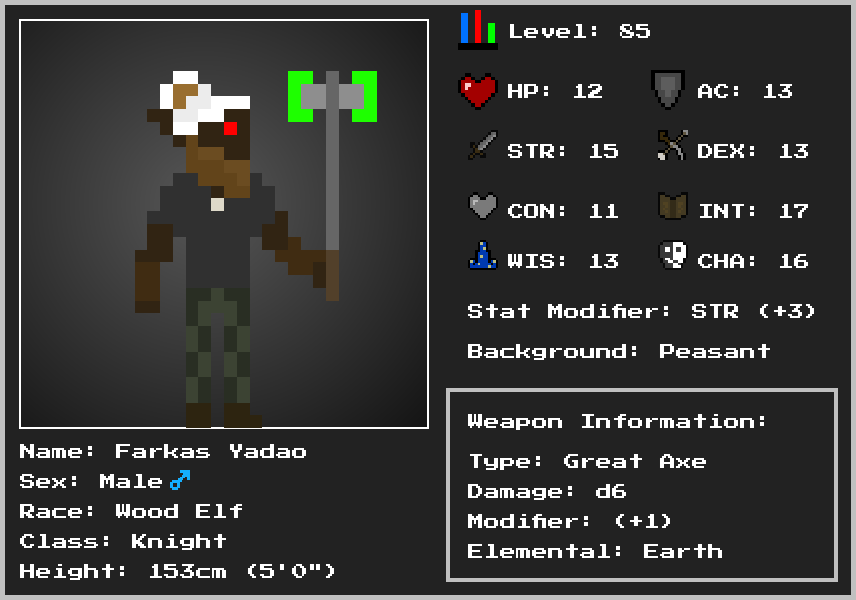 Level: 85
HP: 12 AC: 13
STR: 15 DEX: 13
CON: 11 INT: 17
WIS: 13 CHA: 16
Stat Modifier: STR (+3)
Background: Peasant
Weapon Information:
Type: Great Axe
Damage: d6
Modifier: (+1)
Elemental: Earth
Name: Farkas Yadao
Sex: Male♂
Race: Wood Elf
Class: Knight
Height: 153cm (5'0")